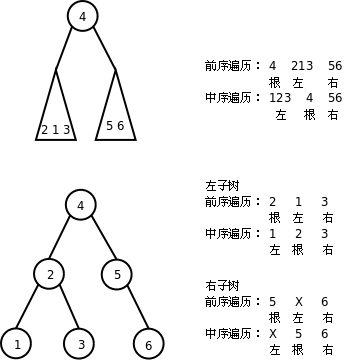 4
2 1 3
5 6
前序遍历： 4 213 56
根 左 右
中序遍历： 123 4 56
左 根 右
4
2
5
1
3
6
左子树
前序遍历： 2 1 3
根 左 右
中序遍历： 1 2 3
左 根 右
右子树
前序遍历： 5 X 6
根 左 右
中序遍历： X 5 6
左 根 右